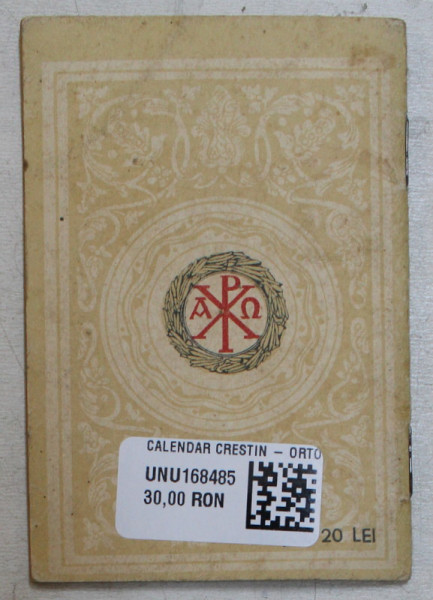 Α Ρ Ω
CALENDAR CRESTIN – ORTO
UNU168485
30,00 RON
20 LEI